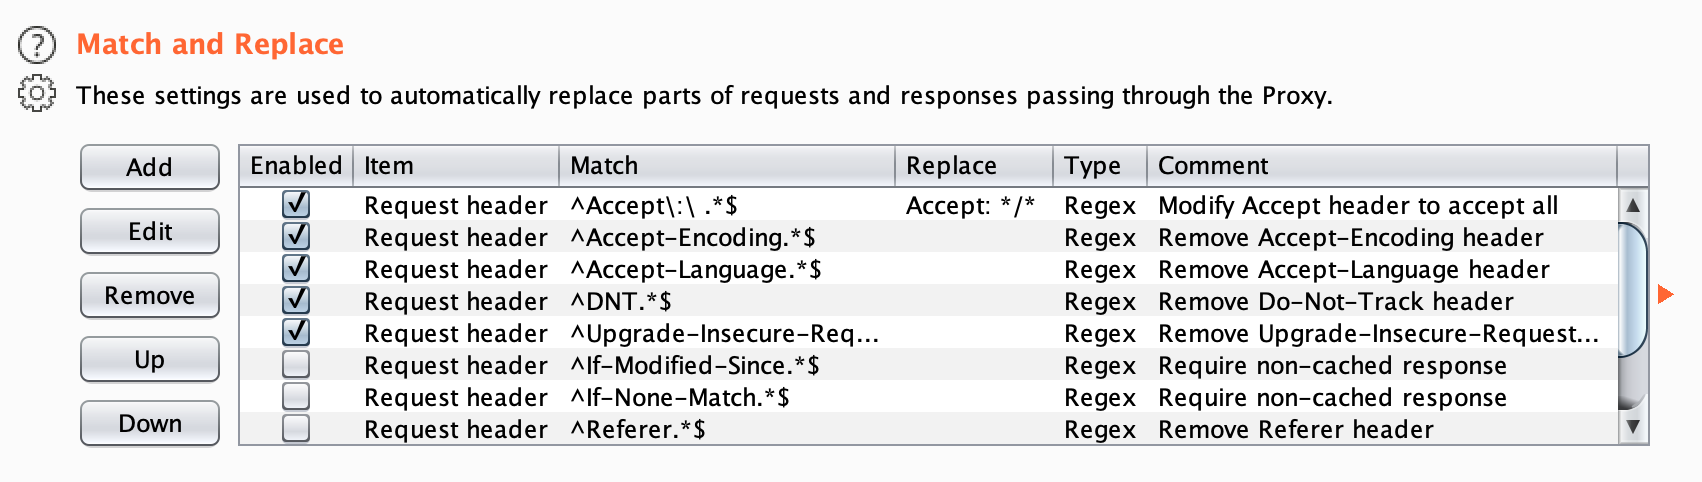 Match and Replace
These settings are used to automatically replace parts of requests and responses passing through the Proxy.
Add
Edit
Remove
Up
Down
Enabled Item Match Replace Type Comment
Request header ^Accept\:\ .*$ Accept: */* Regex Modify Accept header to accept all
Request header ^Accept-Encoding.*$ Regex Remove Accept-Encoding header
Request header ^Accept-Language.*$ Regex Remove Accept-Language header
Request header ^DNT.*$ Regex Remove Do-Not-Track header
Request header ^Upgrade-Insecure-Req... Regex Remove Upgrade-Insecure-Request...
Request header ^If-Modified-Since.*$ Regex Require non-cached response
Request header ^If-None-Match.*$ Regex Require non-cached response
Request header ^Referer.*$ Regex Remove Referer header